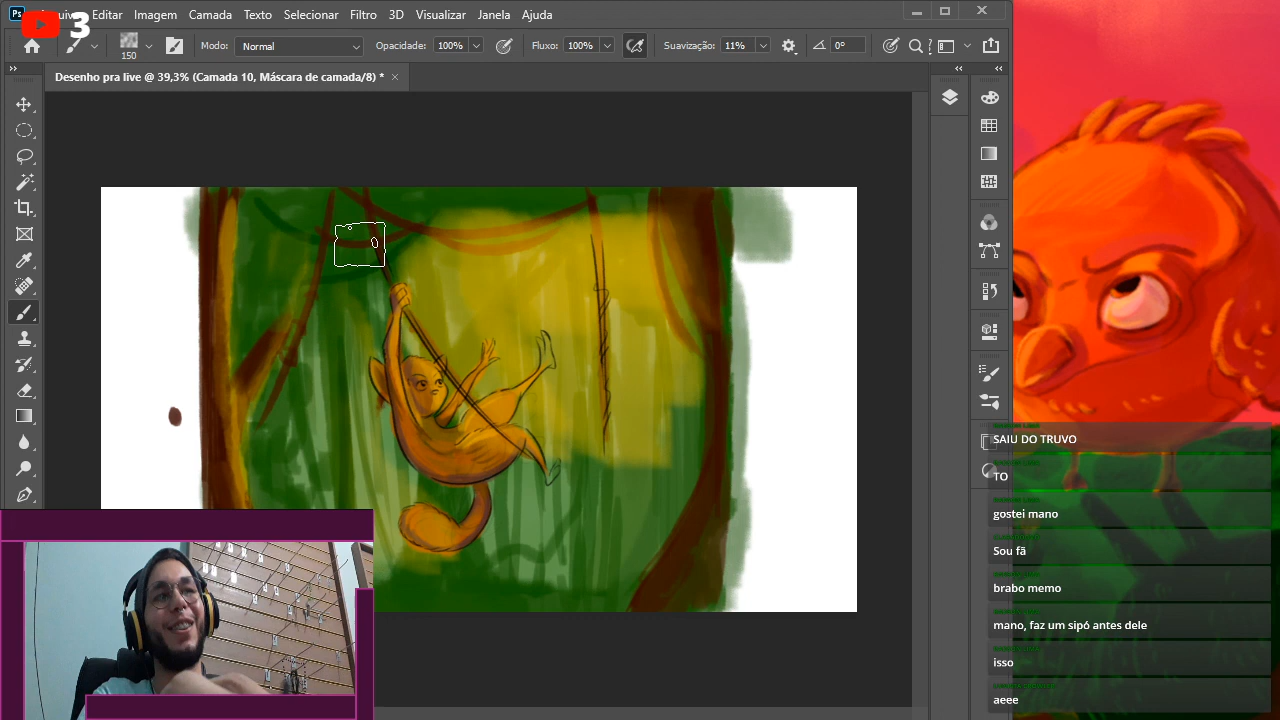 Ps
Arquivo Editar Imagem Camada Texto Selecionar Filtro 3D Visualizar Janela Ajuda
3
150
Modo: Normal Opacidade: 100% Fluxo: 100% Suavização: 11% 0°
Desenho pra live @ 39,3% (Camada 10, Máscara de camada/8) *
SAIU DO TRUVO
TO
gostei mano
Sou fã
brabo memo
mano, faz um sipó antes dele
isso
aeee